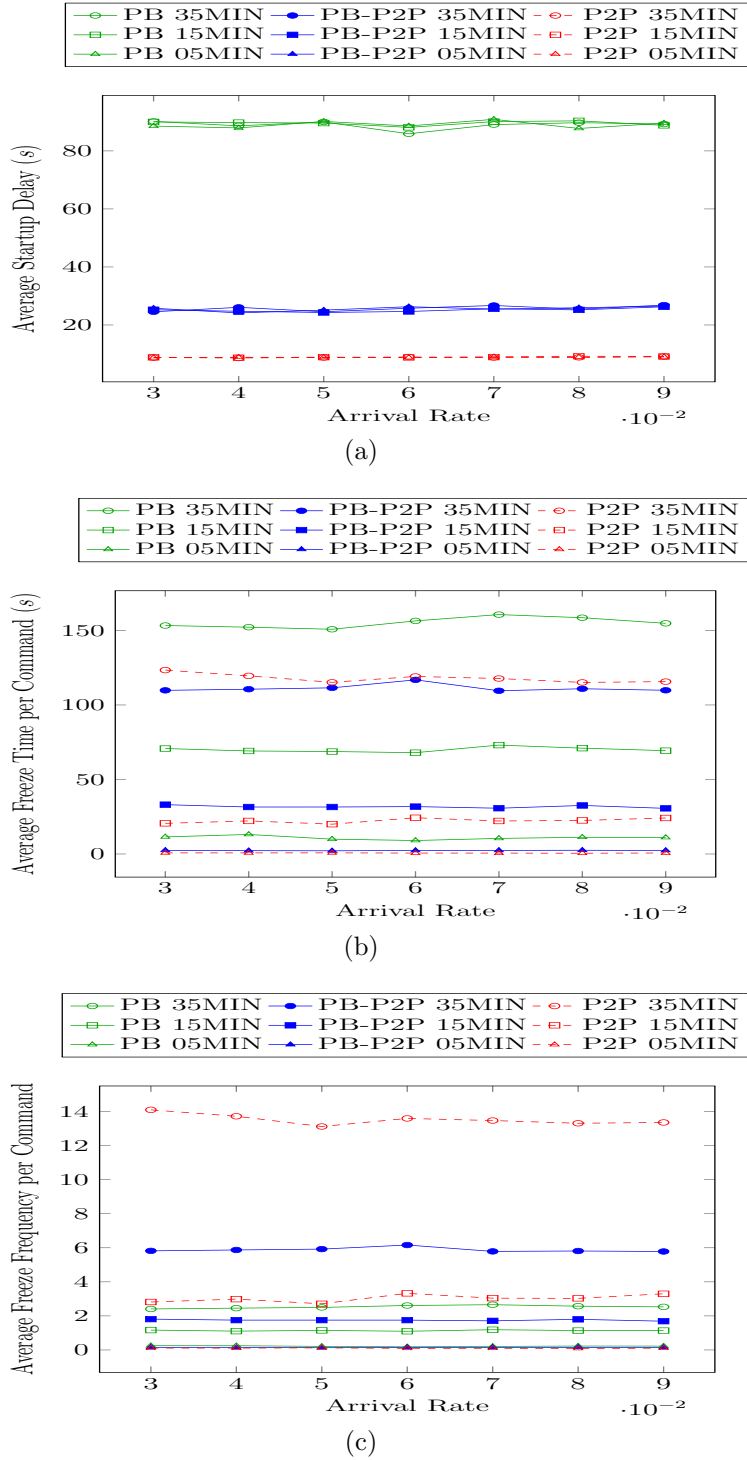 PB 35MIN PB-P2P 35MIN P2P 35MIN
PB 15MIN PB-P2P 15MIN P2P 15MIN
PB 05MIN PB-P2P 05MIN P2P 05MIN
Average Startup Delay (s)
80
60
40
20
3 4 5 6 7 8 9
Arrival Rate
·10⁻²
(a)
PB 35MIN PB-P2P 35MIN P2P 35MIN
PB 15MIN PB-P2P 15MIN P2P 15MIN
PB 05MIN PB-P2P 05MIN P2P 05MIN
Average Freeze Time per Command (s)
150
100
50
0
3 4 5 6 7 8 9
Arrival Rate
·10⁻²
(b)
PB 35MIN PB-P2P 35MIN P2P 35MIN
PB 15MIN PB-P2P 15MIN P2P 15MIN
PB 05MIN PB-P2P 05MIN P2P 05MIN
Average Freeze Frequency per Command
14
12
10
8
6
4
2
0
3 4 5 6 7 8 9
Arrival Rate
·10⁻²
(c)